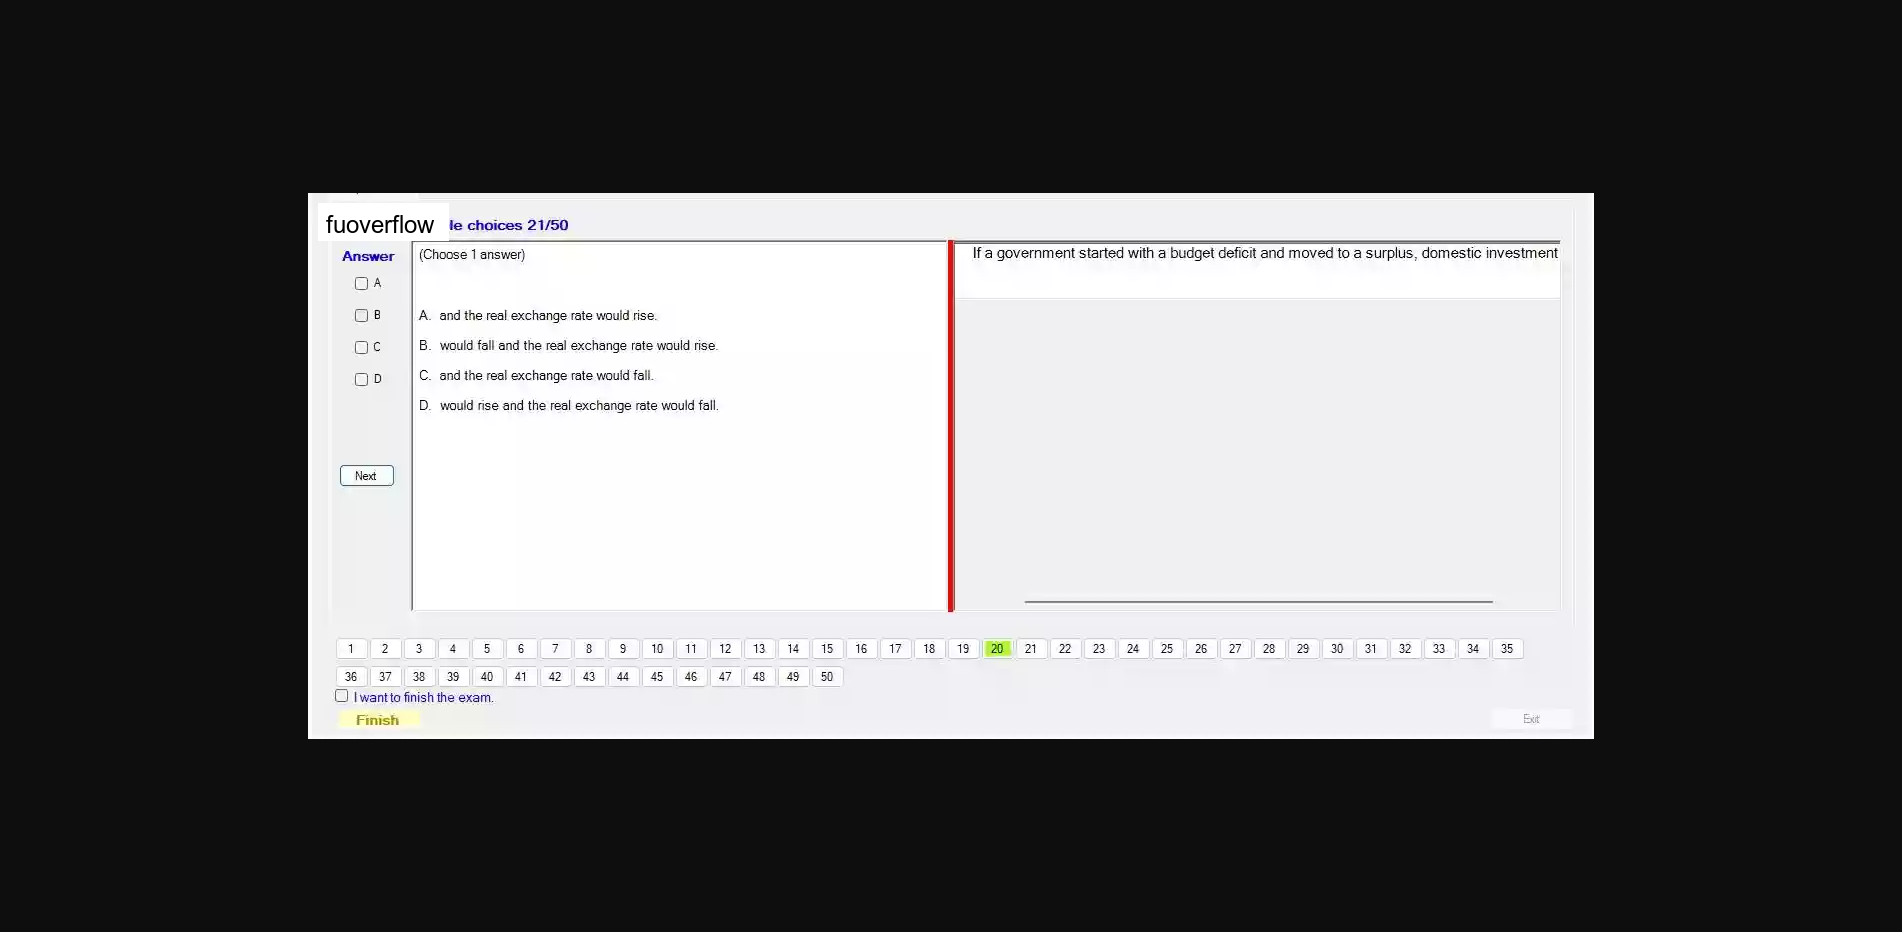 fuoverflow
le choices 21/50
Answer
A
B
C
D
Next
(Choose 1 answer)
A. and the real exchange rate would rise.
B. would fall and the real exchange rate would rise.
C. and the real exchange rate would fall.
D. would rise and the real exchange rate would fall.
If a government started with a budget deficit and moved to a surplus, domestic investment
1 2 3 4 5 6 7 8 9 10 11 12 13 14 15 16 17 18 19 20 21 22 23 24 25 26 27 28 29 30 31 32 33 34 35
36 37 38 39 40 41 42 43 44 45 46 47 48 49 50
I want to finish the exam.
Finish
Exit